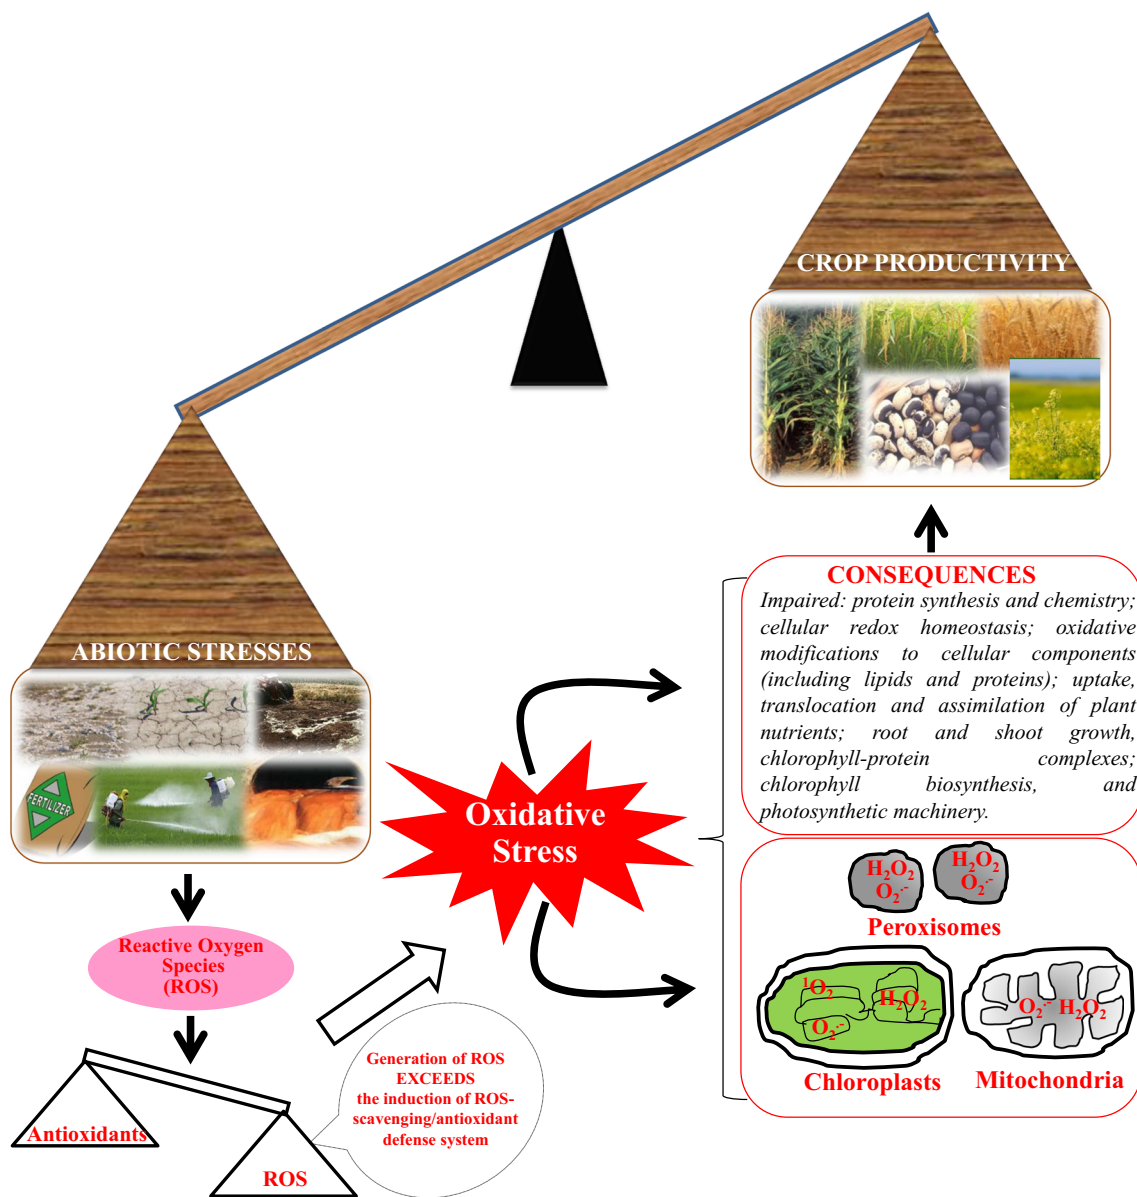 CROP PRODUCTIVITY
ABIOTIC STRESSES
FERTILIZER
Reactive Oxygen
Species
(ROS)
Antioxidants
ROS
Generation of ROS
EXCEEDS
the induction of ROS-
scavenging/antioxidant
defense system
Oxidative
Stress
CONSEQUENCES
Impaired: protein synthesis and chemistry;
cellular redox homeostasis; oxidative
modifications to cellular components
(including lipids and proteins); uptake,
translocation and assimilation of plant
nutrients; root and shoot growth,
chlorophyll-protein complexes;
chlorophyll biosynthesis, and
photosynthetic machinery.
H₂O₂
O₂·⁻
H₂O₂
O₂·⁻
Peroxisomes
¹O₂
H₂O₂
O₂·⁻
Chloroplasts
O₂·⁻ H₂O₂
Mitochondria